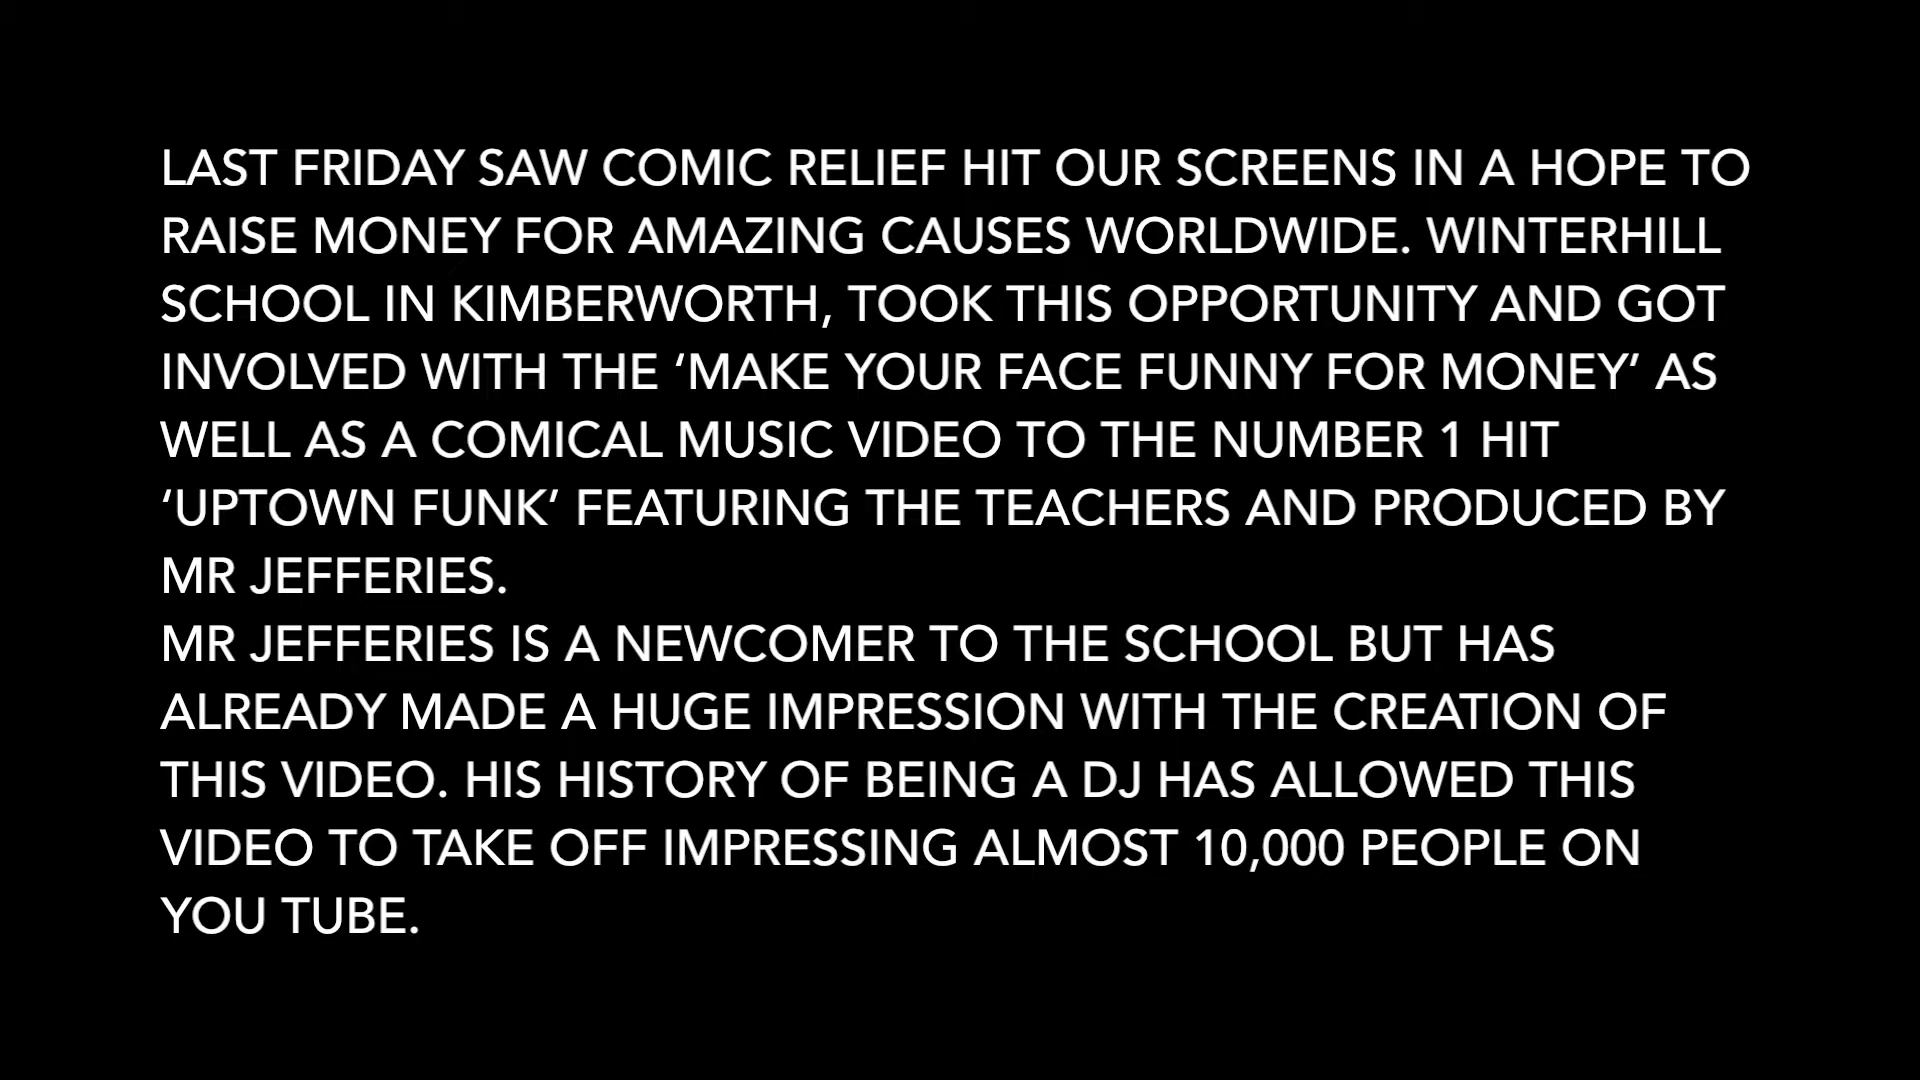 LAST FRIDAY SAW COMIC RELIEF HIT OUR SCREENS IN A HOPE TO
RAISE MONEY FOR AMAZING CAUSES WORLDWIDE. WINTERHILL
SCHOOL IN KIMBERWORTH, TOOK THIS OPPORTUNITY AND GOT
INVOLVED WITH THE ‘MAKE YOUR FACE FUNNY FOR MONEY’ AS
WELL AS A COMICAL MUSIC VIDEO TO THE NUMBER 1 HIT
‘UPTOWN FUNK’ FEATURING THE TEACHERS AND PRODUCED BY
MR JEFFERIES.
MR JEFFERIES IS A NEWCOMER TO THE SCHOOL BUT HAS
ALREADY MADE A HUGE IMPRESSION WITH THE CREATION OF
THIS VIDEO. HIS HISTORY OF BEING A DJ HAS ALLOWED THIS
VIDEO TO TAKE OFF IMPRESSING ALMOST 10,000 PEOPLE ON
YOU TUBE.